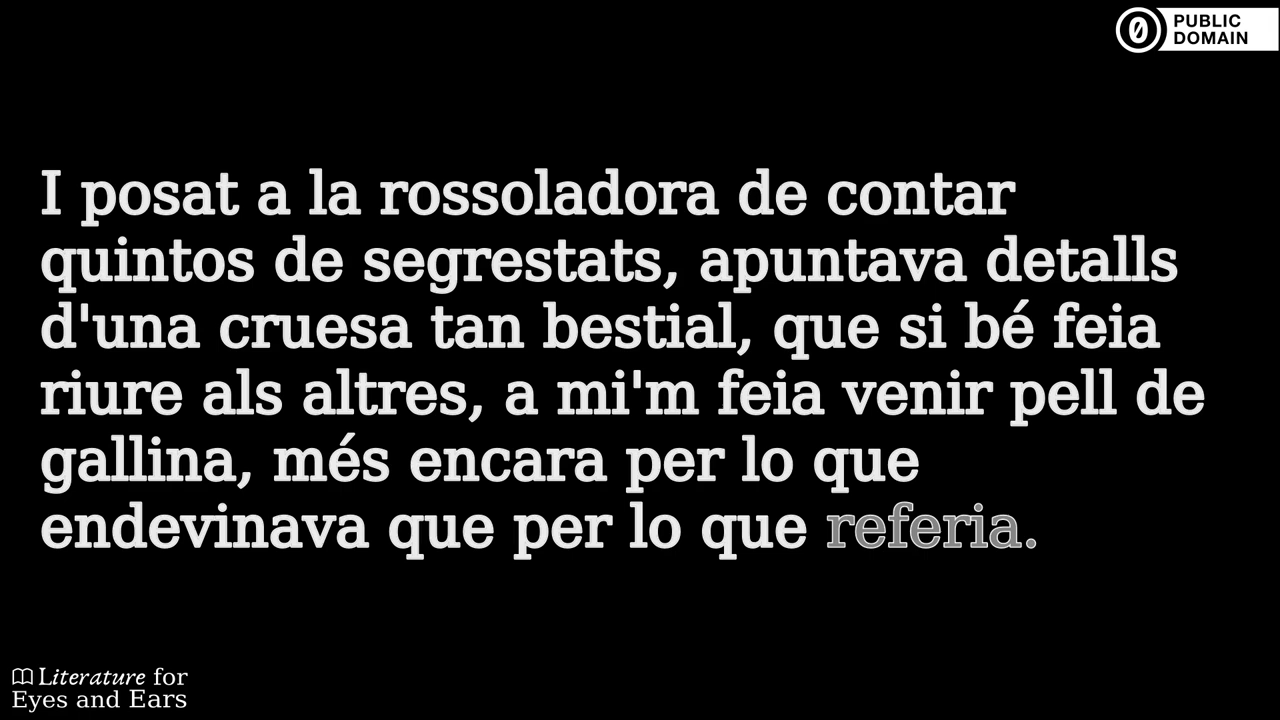 PUBLIC
DOMAIN
I posat a la rossoladora de contar
quintos de segrestats, apuntava detalls
d'una cruesa tan bestial, que si bé feia
riure als altres, a mi'm feia venir pell de
gallina, més encara per lo que
endevinava que per lo que referia.
Literature for
Eyes and Ears